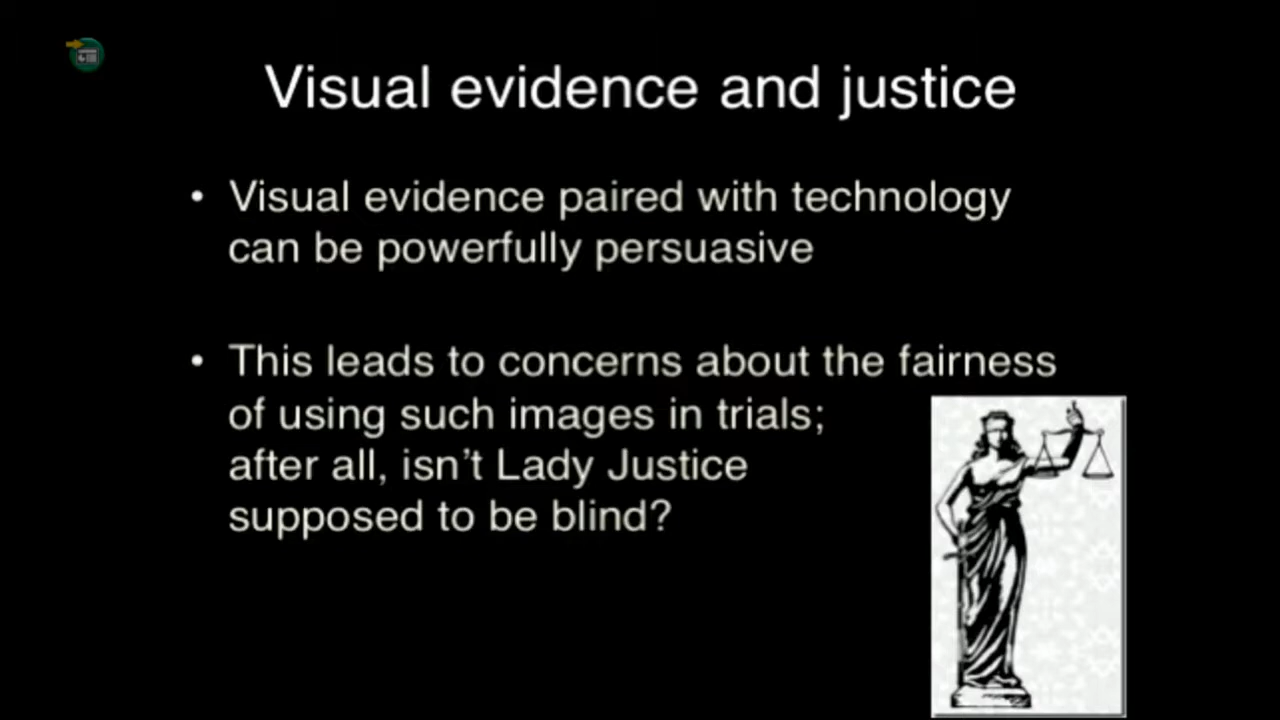 Visual evidence and justice
• Visual evidence paired with technology
can be powerfully persuasive
• This leads to concerns about the fairness
of using such images in trials;
after all, isn’t Lady Justice
supposed to be blind?